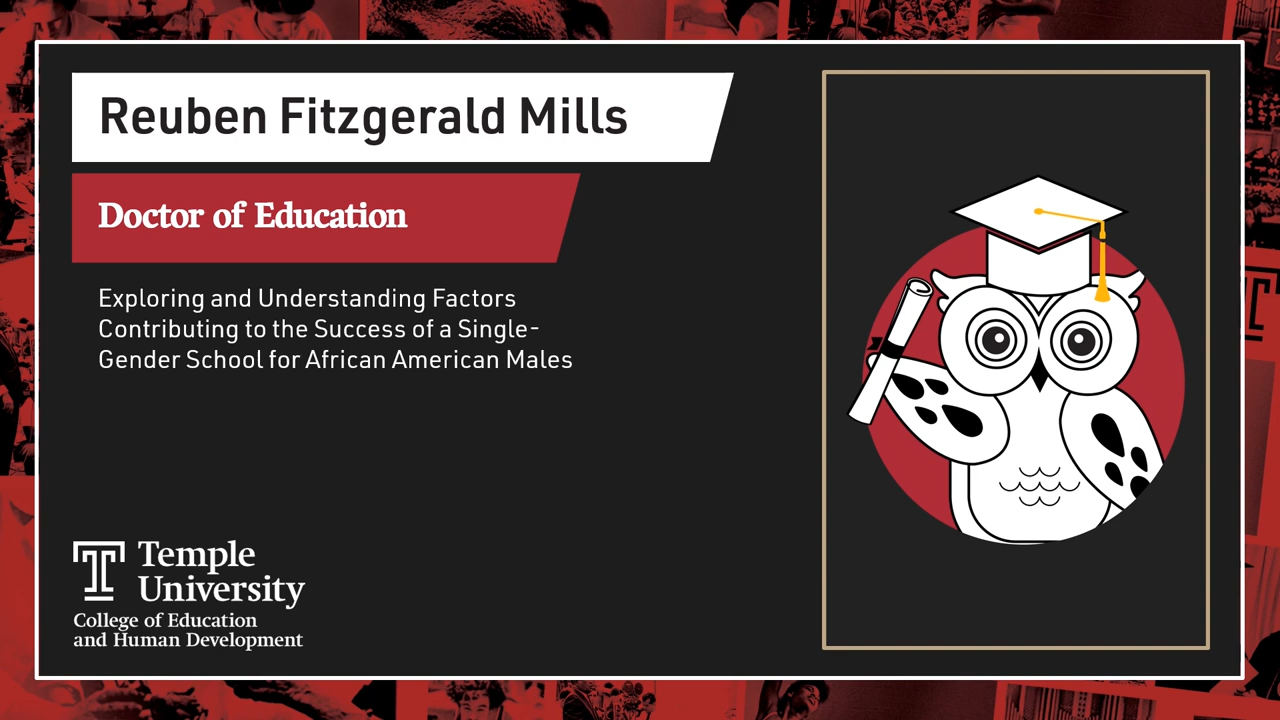 Reuben Fitzgerald Mills
Doctor of Education
Exploring and Understanding Factors
Contributing to the Success of a Single-
Gender School for African American Males
Temple
University
College of Education
and Human Development